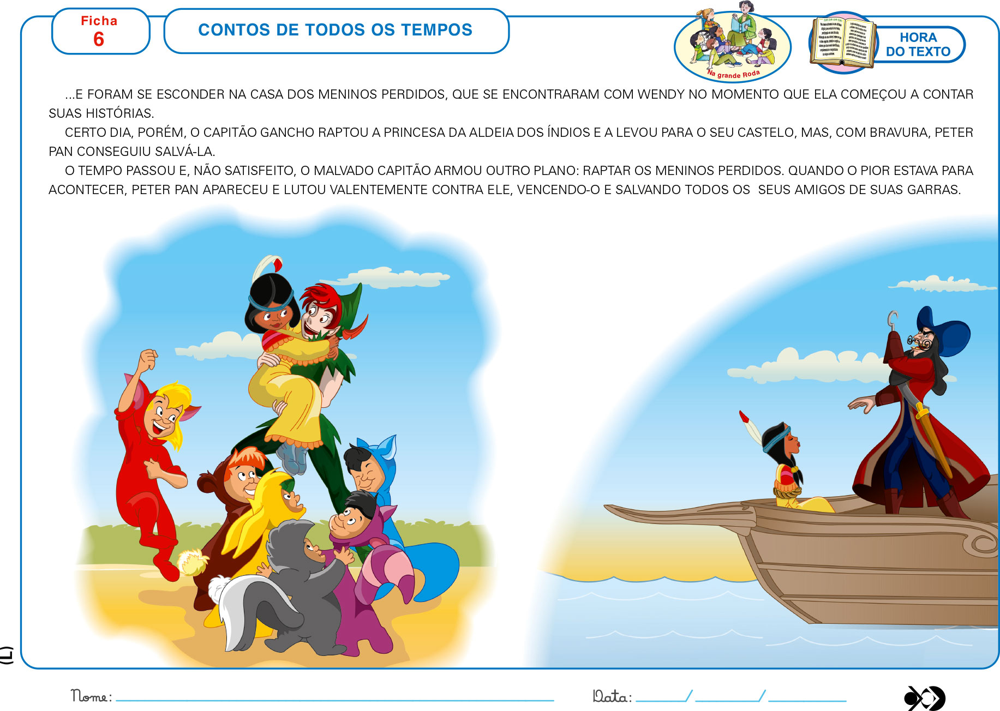 Ficha
6
CONTOS DE TODOS OS TEMPOS
Na grande Roda
HORA
DO TEXTO
...E FORAM SE ESCONDER NA CASA DOS MENINOS PERDIDOS, QUE SE ENCONTRARAM COM WENDY NO MOMENTO QUE ELA COMEÇOU A CONTAR
SUAS HISTÓRIAS.
CERTO DIA, PORÉM, O CAPITÃO GANCHO RAPTOU A PRINCESA DA ALDEIA DOS ÍNDIOS E A LEVOU PARA O SEU CASTELO, MAS, COM BRAVURA, PETER
PAN CONSEGUIU SALVÁ-LA.
O TEMPO PASSOU E, NÃO SATISFEITO, O MALVADO CAPITÃO ARMOU OUTRO PLANO: RAPTAR OS MENINOS PERDIDOS. QUANDO O PIOR ESTAVA PARA
ACONTECER, PETER PAN APARECEU E LUTOU VALENTEMENTE CONTRA ELE, VENCENDO-O E SALVANDO TODOS OS SEUS AMIGOS DE SUAS GARRAS.
(L)
Nome:
Data: / /